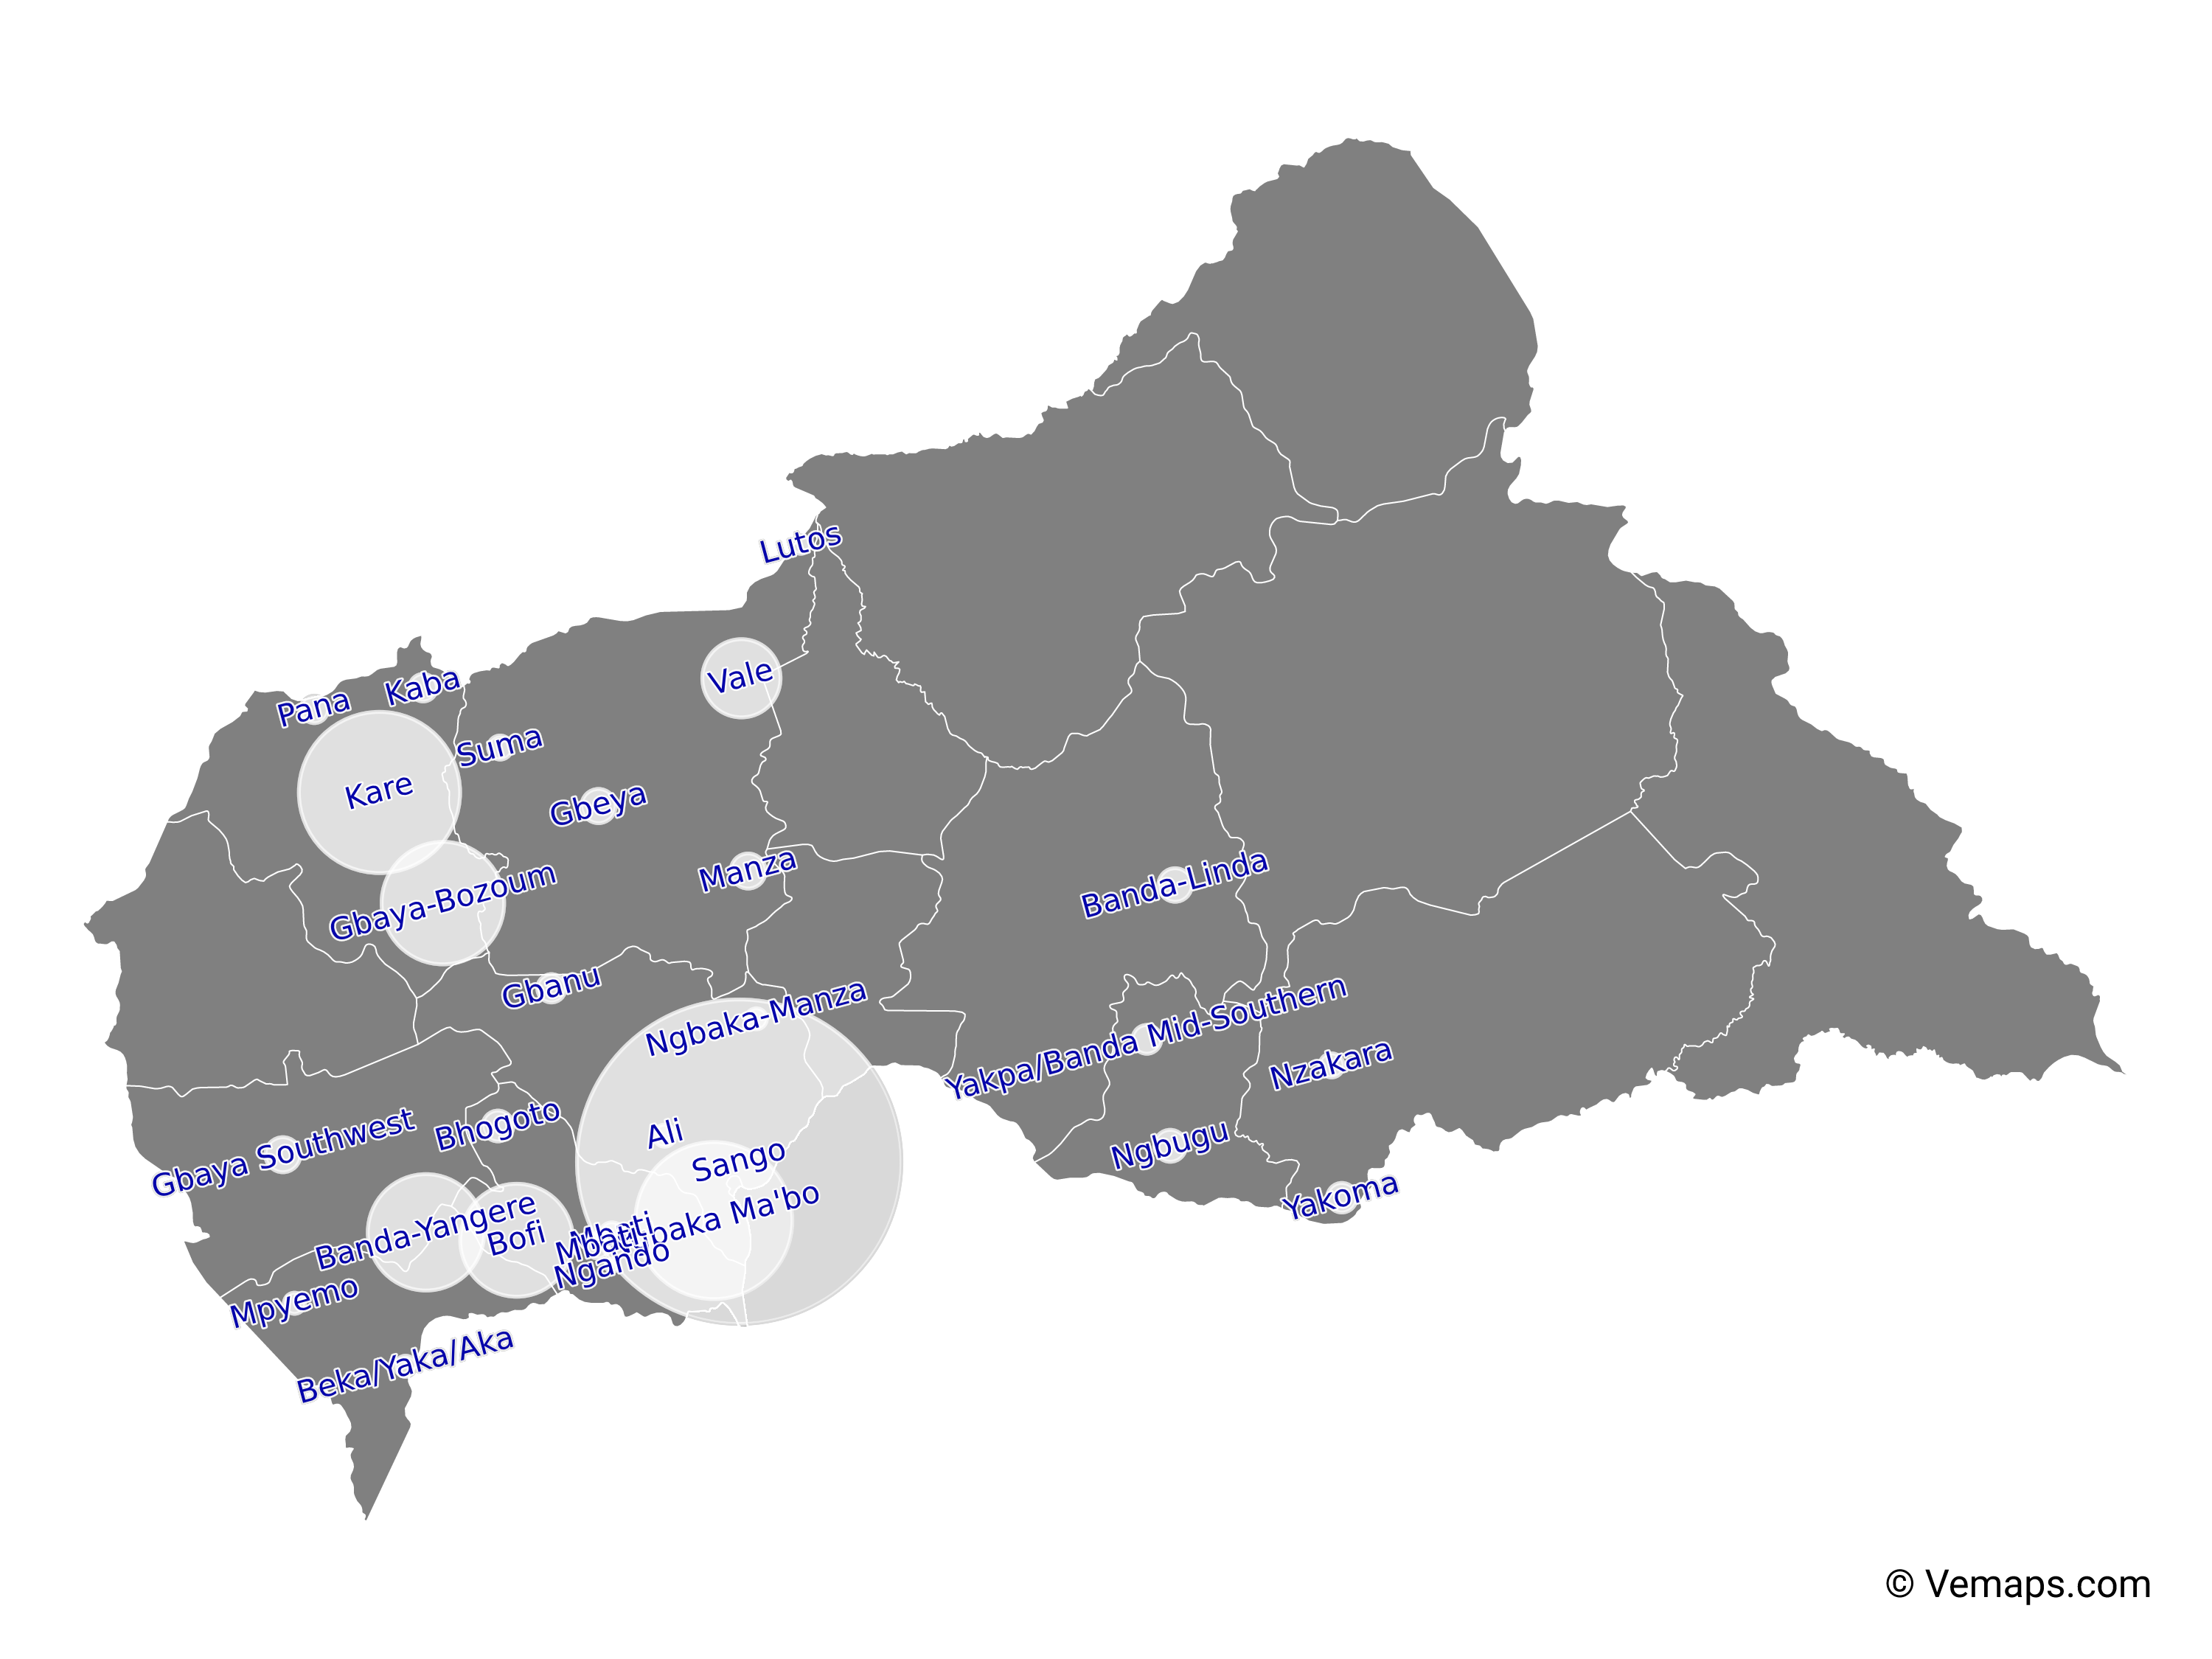 Lutos
Vale
Kaba
Pana
Suma
Kare
Gbeya
Manza
Banda-Linda
Gbaya-Bozoum
Gbanu
Ngbaka-Manza
Yakpa/Banda Mid-Southern
Nzakara
Bhogoto
Ali
Gbaya Southwest
Sango
Ngbugu
Yakoma
Banda-Yangere
Bofi
Mbati
Ngbaka Ma'bo
Ngando
Mpyemo
Beka/Yaka/Aka
© Vemaps.com